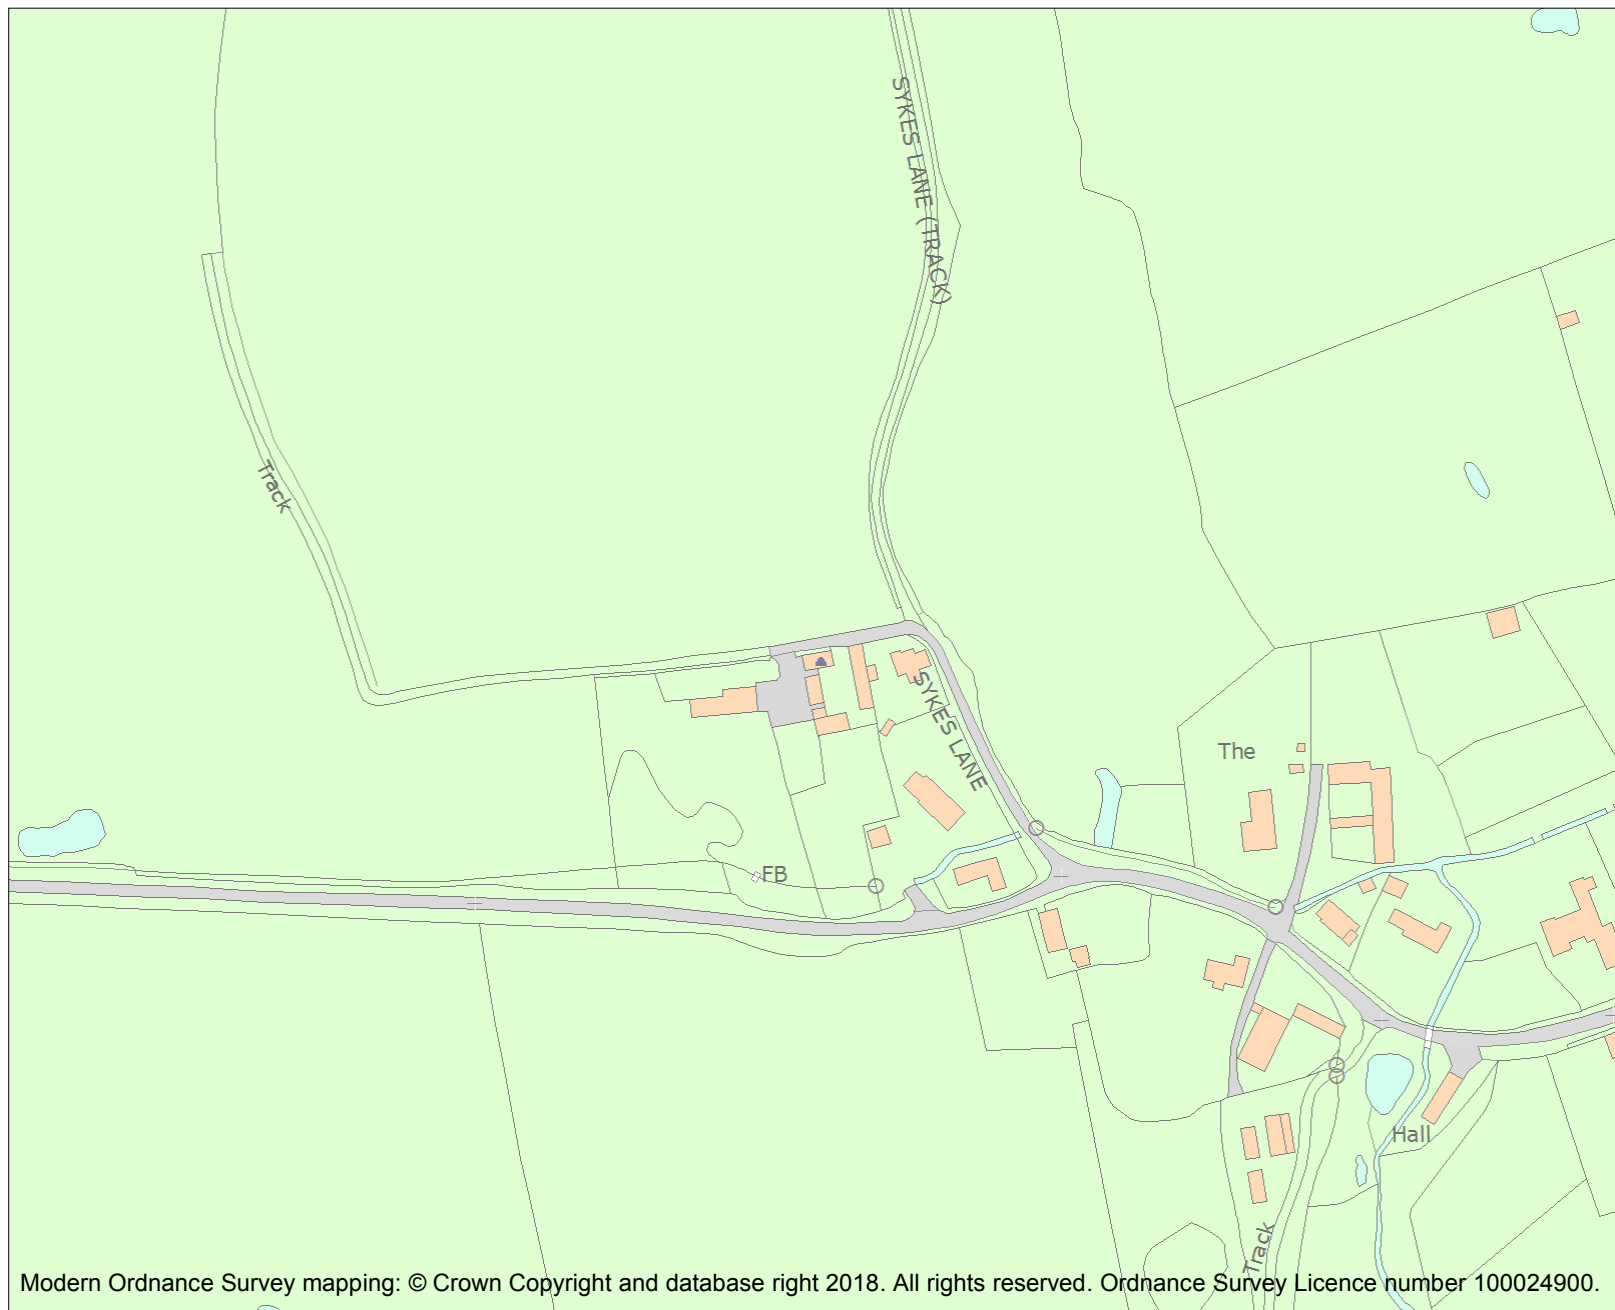 SYKES LANE (TRACK)
Track
SYKES LANE
The
FB
Hall
Track
Modern Ordnance Survey mapping: © Crown Copyright and database right 2018. All rights reserved. Ordnance Survey Licence number 100024900.